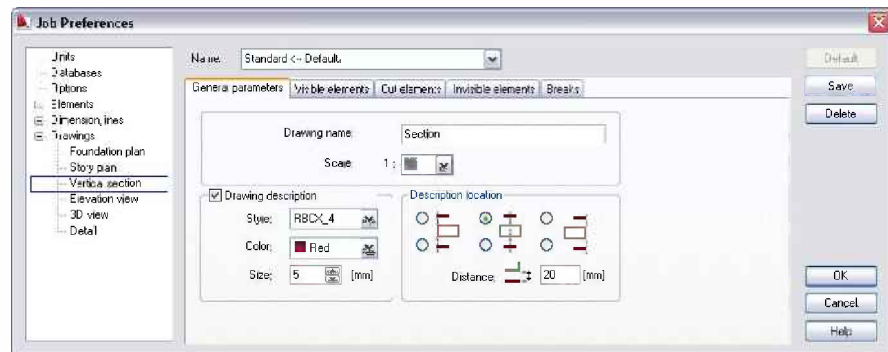 Job Preferences
Units
Databases
Options
Elements
Dimension lines
Drawings
Foundation plan
Story plan
Vertical section
Elevation view
3D view
Detail
Name: Standard <-- Default
General parameters Visible elements Cut elements Invisible elements Breaks
Drawing name: Section
Scale: 1 :
Drawing description
Style: RBCX_4
Color: Red
Size: 5 [mm]
Description location
Distance: 20 [mm]
Default
Save
Delete
OK
Cancel
Help